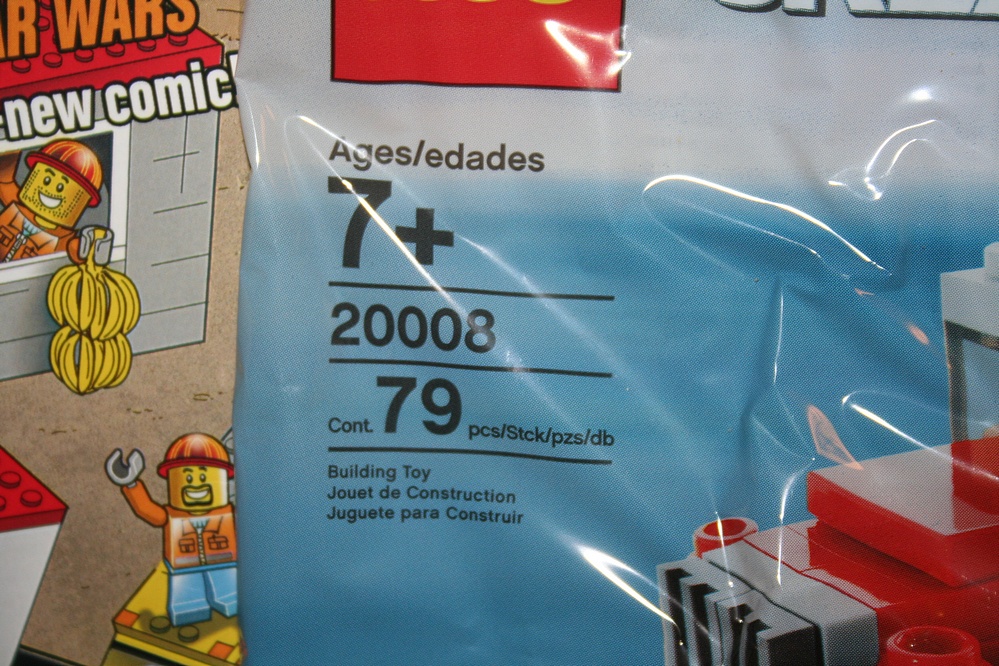 WARS
-new comic!
Ages/edades
7+
20008
Cont. 79 pcs/Stck/pzs/db
Building Toy
Jouet de Construction
Juguete para Construir